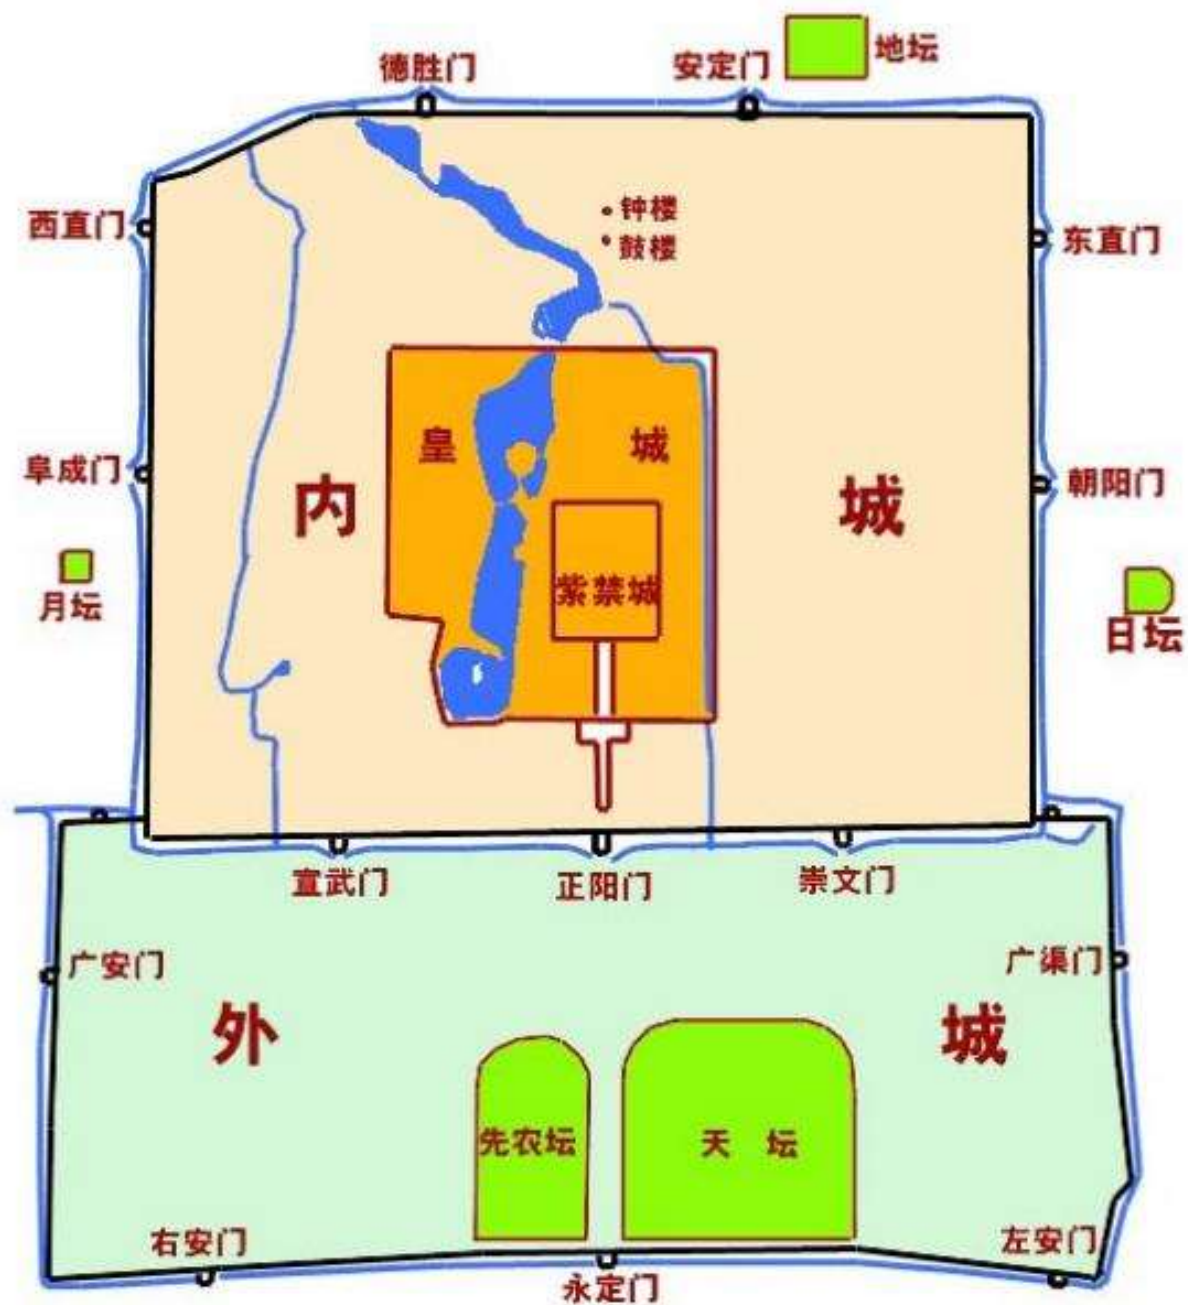 地坛
德胜门
安定门
钟楼
鼓楼
西直门
东直门
皇 城
阜成门
朝阳门
内 城
紫禁城
月坛
日坛
宣武门
正阳门
崇文门
广安门
广渠门
外 城
先农坛
天 坛
右安门
左安门
永定门